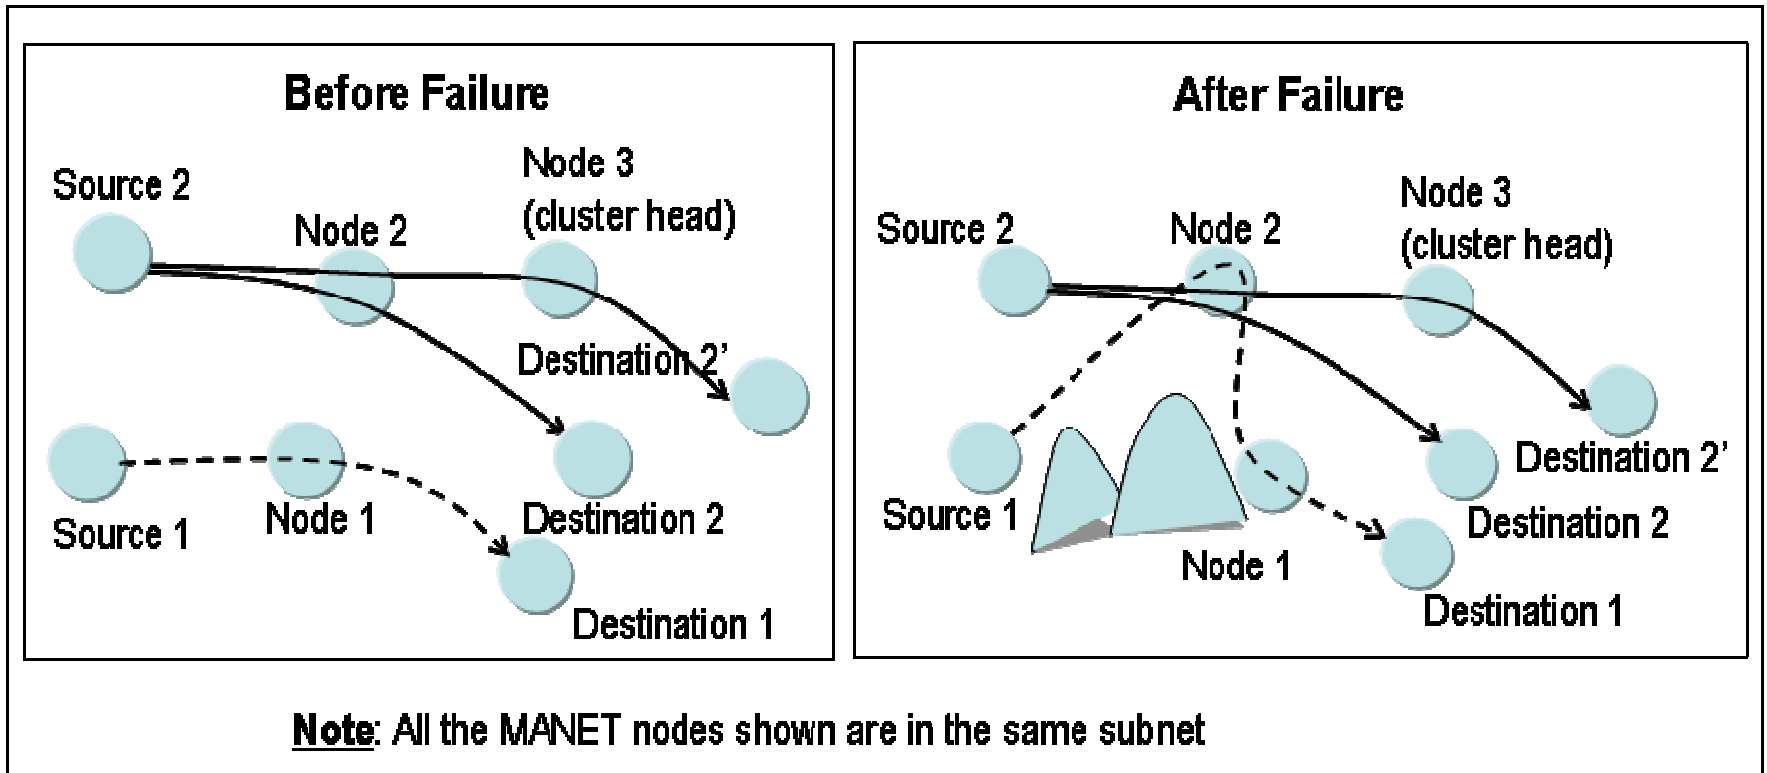 Before Failure
Source 2
Node 2
Node 3
(cluster head)
Destination 2’
Source 1
Node 1
Destination 2
Destination 1
After Failure
Source 2
Node 2
Node 3
(cluster head)
Source 1
Node 1
Destination 2’
Destination 2
Destination 1
Note: All the MANET nodes shown are in the same subnet